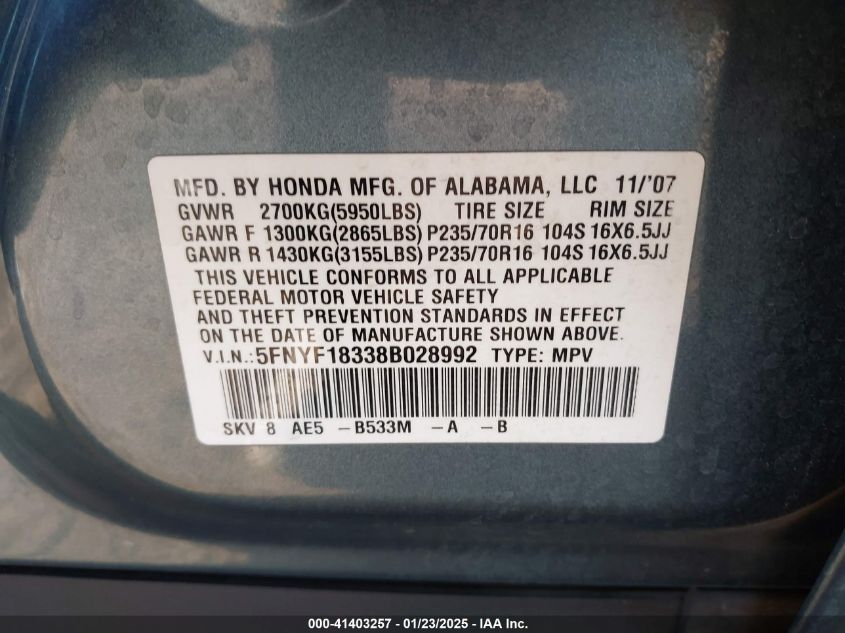 MFD. BY HONDA MFG. OF ALABAMA, LLC 11/'07
GVWR 2700KG(5950LBS) TIRE SIZE RIM SIZE
GAWR F 1300KG(2865LBS) P235/70R16 104S 16X6.5JJ
GAWR R 1430KG(3155LBS) P235/70R16 104S 16X6.5JJ
THIS VEHICLE CONFORMS TO ALL APPLICABLE
FEDERAL MOTOR VEHICLE SAFETY
AND THEFT PREVENTION STANDARDS IN EFFECT
ON THE DATE OF MANUFACTURE SHOWN ABOVE.
V.I.N.:5FNYF18338B028992 TYPE: MPV
SKV 8 AE5 -B533M -A -B
000-41403257 - 01/23/2025 - IAA Inc.